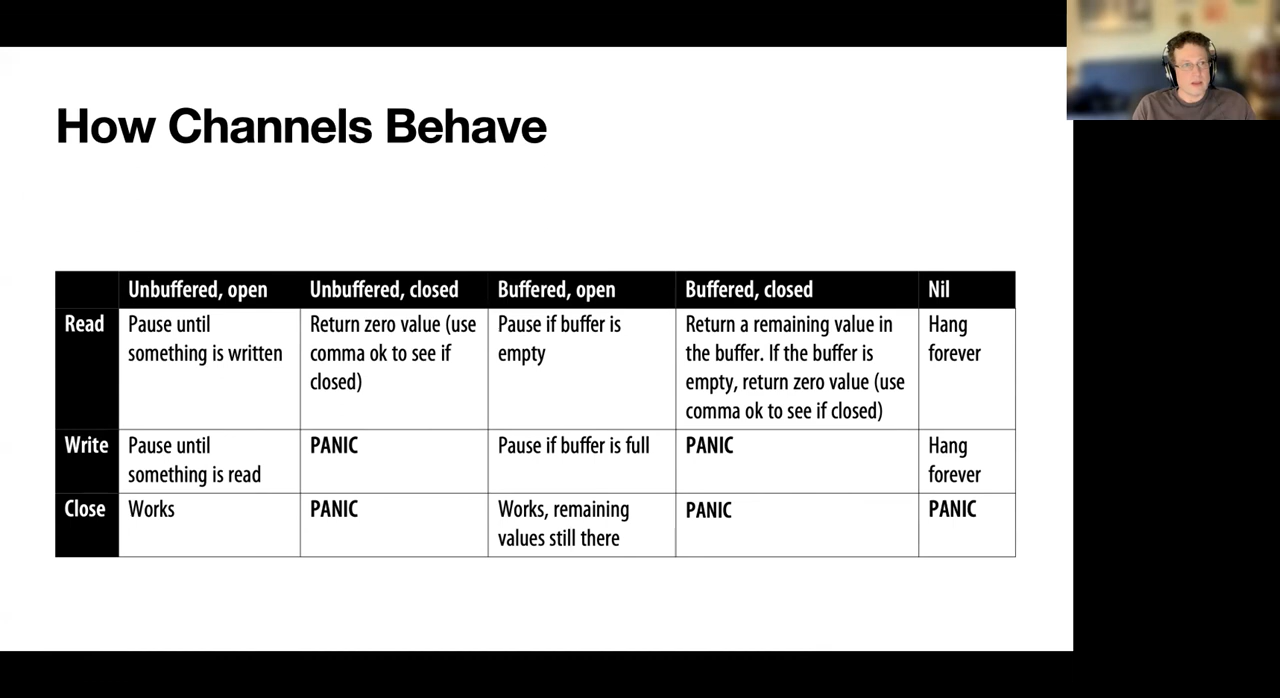 How Channels Behave
Unbuffered, open
Unbuffered, closed
Buffered, open
Buffered, closed
Nil
Read
Pause until
something is written
Return zero value (use
comma ok to see if
closed)
Pause if buffer is
empty
Return a remaining value in
the buffer. If the buffer is
empty, return zero value (use
comma ok to see if closed)
Hang
forever
Write
Pause until
something is read
PANIC
Pause if buffer is full
PANIC
Hang
forever
Close
Works
PANIC
Works, remaining
values still there
PANIC
PANIC